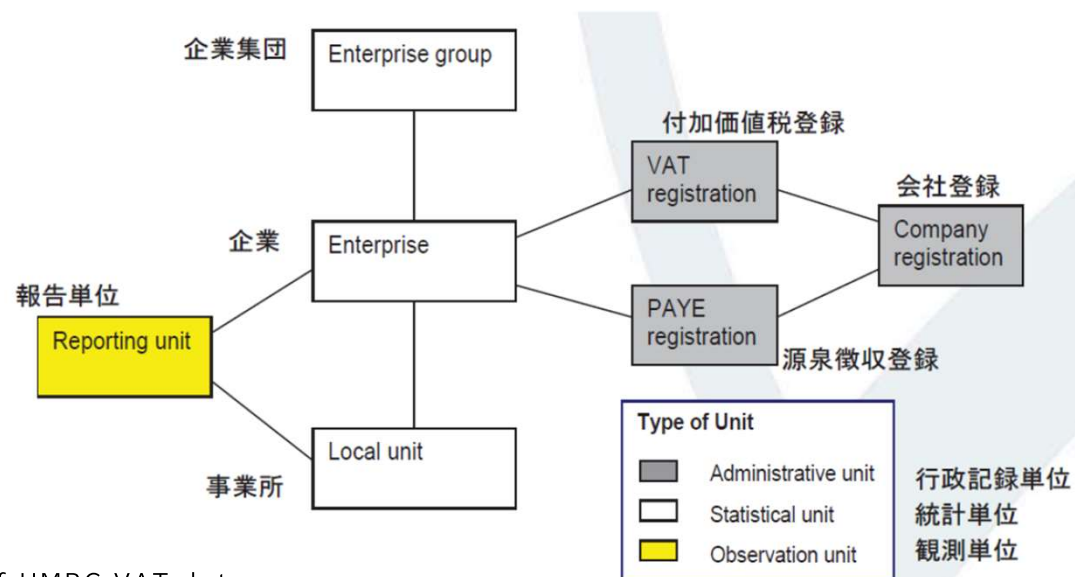 企業集団
Enterprise group
付加価値税登録
VAT
registration
会社登録
Company
registration
企業
Enterprise
報告単位
Reporting unit
PAYE
registration
源泉徴収登録
Local unit
事業所
Type of Unit
Administrative unit
行政記録単位
Statistical unit
統計単位
Observation unit
観測単位